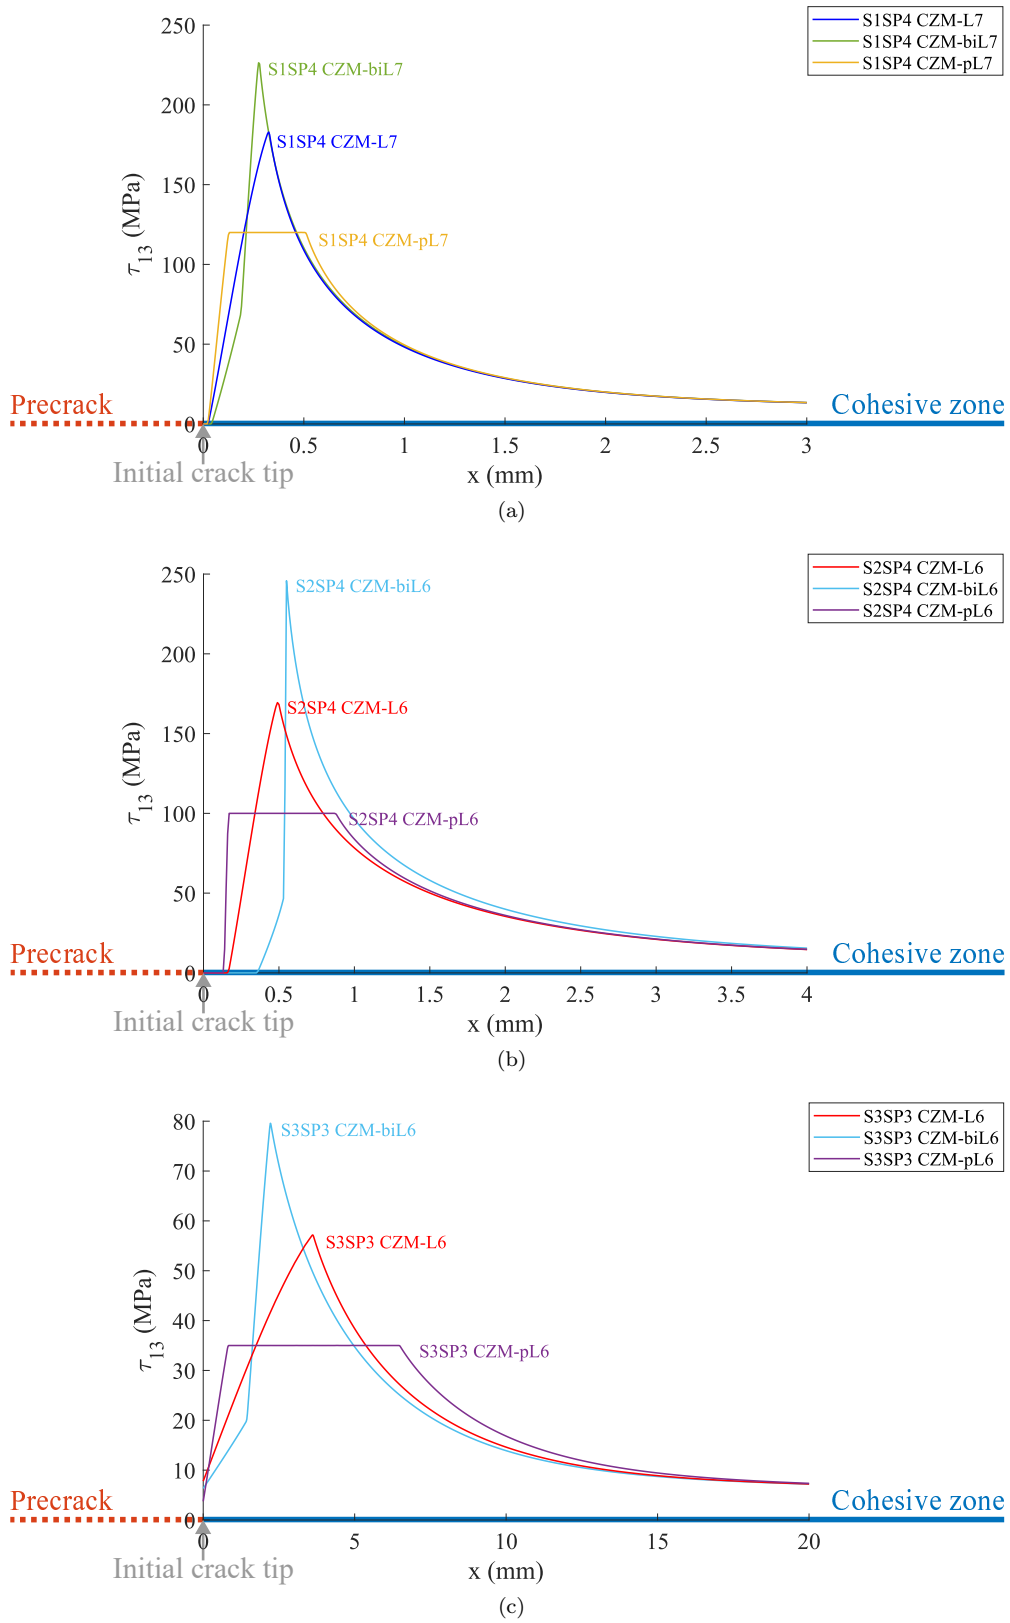 250
200
150
100
50
0
τ13 (MPa)
S1SP4 CZM-L7
S1SP4 CZM-biL7
S1SP4 CZM-pL7
S1SP4 CZM-biL7
S1SP4 CZM-L7
S1SP4 CZM-pL7
Precrack
Cohesive zone
0 0.5 1 1.5 2 2.5 3
Initial crack tip
x (mm)
(a)
250
200
150
100
50
0
τ13 (MPa)
S2SP4 CZM-L6
S2SP4 CZM-biL6
S2SP4 CZM-pL6
S2SP4 CZM-biL6
S2SP4 CZM-L6
S2SP4 CZM-pL6
Precrack
Cohesive zone
0 0.5 1 1.5 2 2.5 3 3.5 4
Initial crack tip
x (mm)
(b)
80
70
60
50
40
30
20
10
0
τ13 (MPa)
S3SP3 CZM-L6
S3SP3 CZM-biL6
S3SP3 CZM-pL6
S3SP3 CZM-biL6
S3SP3 CZM-L6
S3SP3 CZM-pL6
Precrack
Cohesive zone
0 5 10 15 20
Initial crack tip
x (mm)
(c)